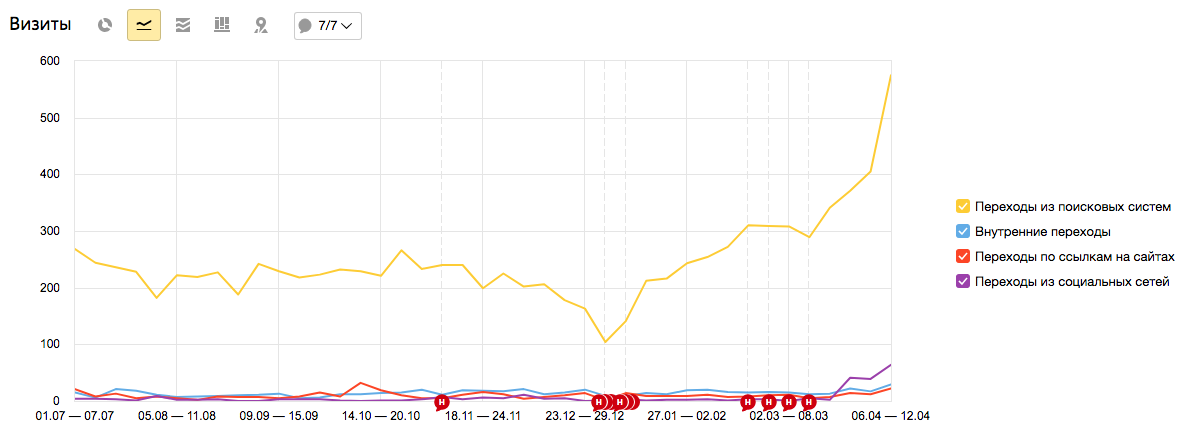 Визиты
7/7
600
500
400
300
200
100
0
01.07 — 07.07 05.08 — 11.08 09.09 — 15.09 14.10 — 20.10 18.11 — 24.11 23.12 — 29.12 27.01 — 02.02 02.03 — 08.03 06.04 — 12.04
Н Н Н Н Н Н Н
Переходы из поисковых систем
Внутренние переходы
Переходы по ссылкам на сайтах
Переходы из социальных сетей